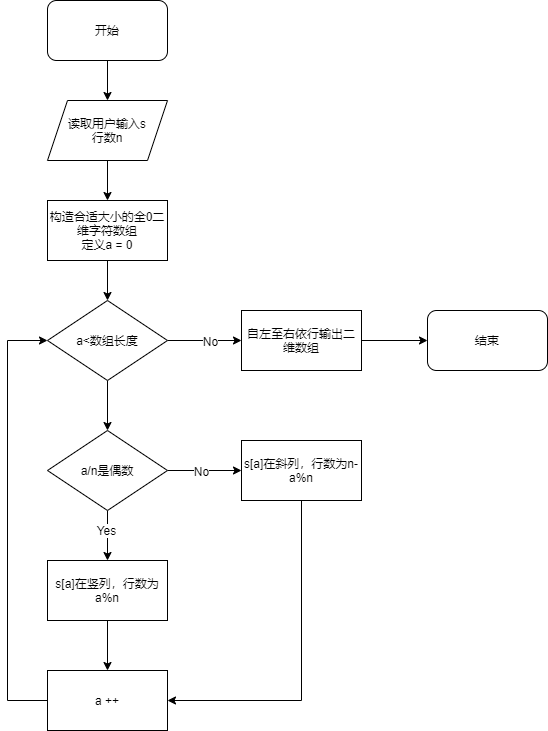 开始
读取用户输入s
行数n
构造合适大小的全0二
维字符数组
定义a = 0
a<数组长度
No
自左至右依行输出二
维数组
结束
a/n是偶数
No
s[a]在斜列，行数为n-
a%n
Yes
s[a]在竖列，行数为
a%n
a ++